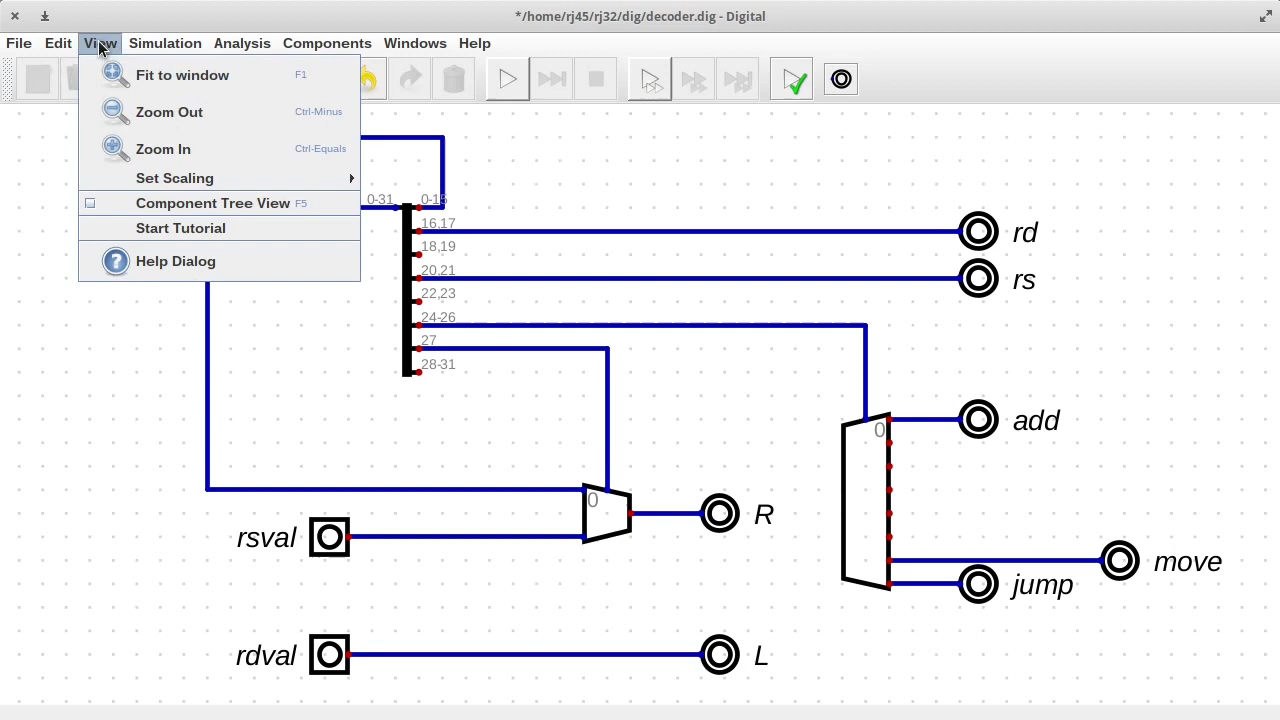 */home/rj45/rj32/dig/decoder.dig - Digital
File Edit View Simulation Analysis Components Windows Help
Fit to window F1
Zoom Out Ctrl-Minus
Zoom In Ctrl-Equals
Set Scaling
Component Tree View F5
Start Tutorial
Help Dialog
0-31 0-15
16,17
rd
18,19
20,21
rs
22,23
24-26
27
28-31
0 add
0 R
rsval
move
jump
rdval L